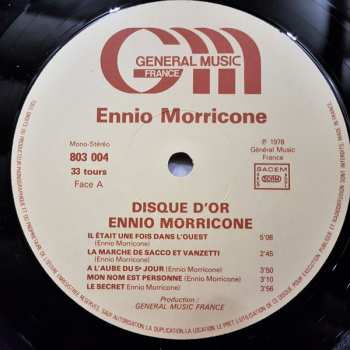 GM
GENERAL MUSIC
FRANCE
Ennio Morricone
Mono-Stéréo
803 004
33 tours
Face A
℗ 1978
Général Music
France
SACEM
SDRM
DISQUE D'OR
ENNIO MORRICONE
IL ÉTAIT UNE FOIS DANS L'OUEST 5'08
(Ennio Morricone)
LA MARCHE DE SACCO ET VANZETTI 2'45
(Ennio Morricone)
A L'AUBE DU 5e JOUR (Ennio Morricone) 3'50
MON NOM EST PERSONNE (Ennio Morricone) 3'10
LE SECRET (Ennio Morricone) 3'56
Production :
GENERAL MUSIC FRANCE